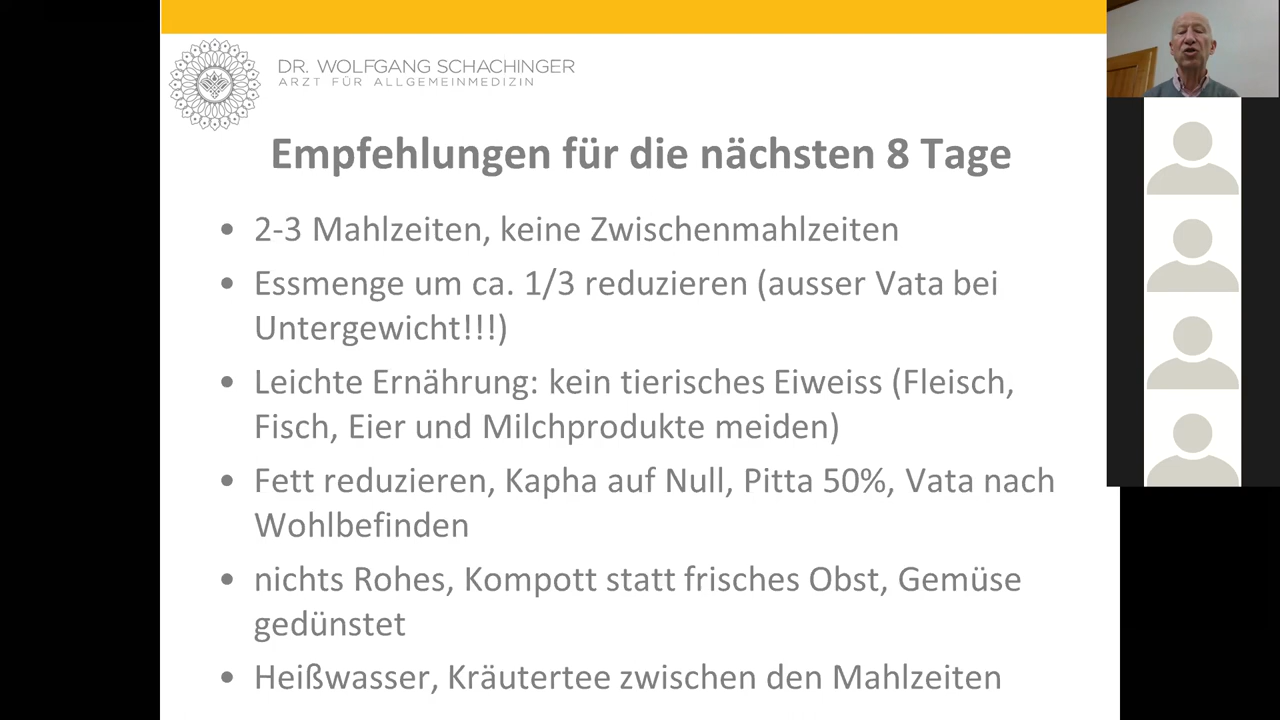 DR. WOLFGANG SCHACHINGER
ARZT FÜR ALLGEMEINMEDIZIN
Empfehlungen für die nächsten 8 Tage
• 2-3 Mahlzeiten, keine Zwischenmahlzeiten
• Essmenge um ca. 1/3 reduzieren (ausser Vata bei
Untergewicht!!!)
• Leichte Ernährung: kein tierisches Eiweiss (Fleisch,
Fisch, Eier und Milchprodukte meiden)
• Fett reduzieren, Kapha auf Null, Pitta 50%, Vata nach
Wohlbefinden
• nichts Rohes, Kompott statt frisches Obst, Gemüse
gedünstet
• Heißwasser, Kräutertee zwischen den Mahlzeiten